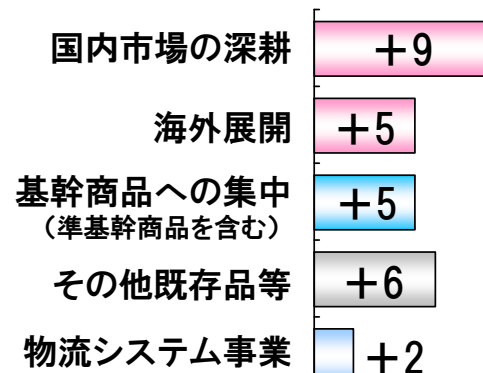 国内市場の深耕 +9
海外展開 +5
基幹商品への集中 +5
(準基幹商品を含む)
その他既存品等 +6
物流システム事業 +2